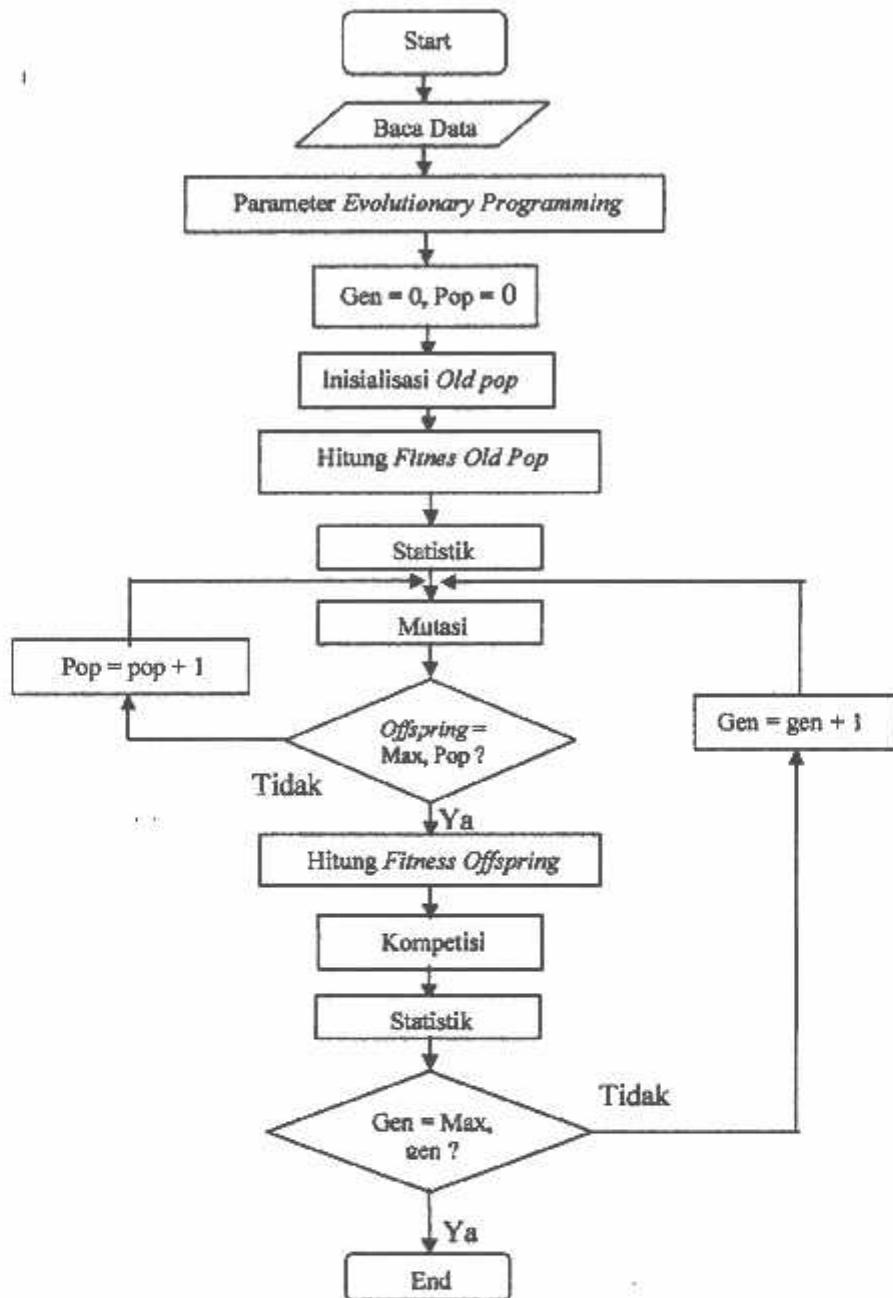 Start
Baca Data
Parameter Evolutionary Programming
Gen = 0, Pop = 0
Inisialisasi Old pop
Hitung Fitnes Old Pop
Statistik
Mutasi
Pop = pop + 1
Offspring =
Max, Pop ?
Gen = gen + 1
Tidak
Ya
Hitung Fitness Offspring
Kompetisi
Statistik
Gen = Max,
gen ?
Tidak
Ya
End